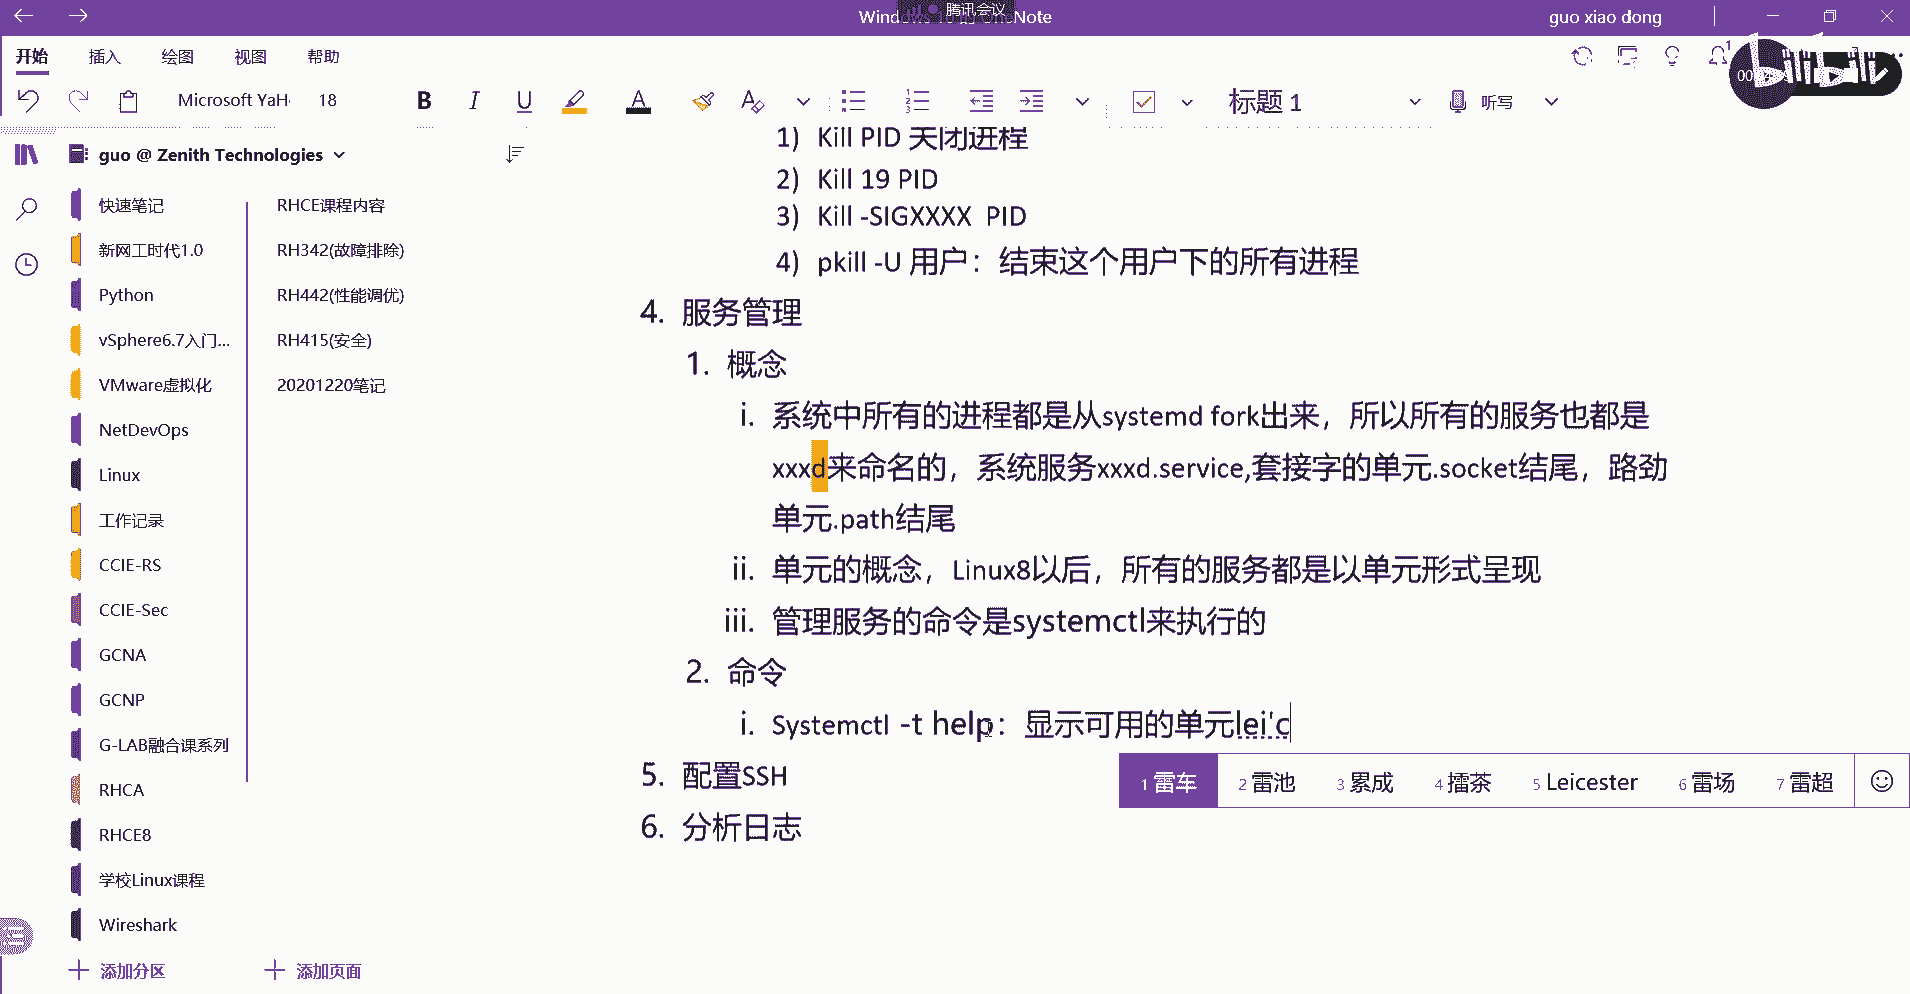 腾讯会议
guo xiao dong
开始 插入 绘图 视图 帮助
Microsoft YaH 18 B I U A 标题 1 听写
guo @ Zenith Technologies
快速笔记
新网工时代1.0
Python
vSphere6.7入门...
VMware虚拟化
NetDevOps
Linux
工作记录
CCIE-RS
CCIE-Sec
GCNA
GCNP
G-LAB融合课系列
RHCA
RHCE8
学校Linux课程
Wireshark
添加分区
RHCE课程内容
RH342(故障排除)
RH442(性能调优)
RH415(安全)
20201220笔记
添加页面
1) Kill PID 关闭进程
2) Kill 19 PID
3) Kill -SIGXXXX PID
4) pkill -U 用户：结束这个用户下的所有进程
4. 服务管理
1. 概念
i. 系统中所有的进程都是从systemd fork出来，所以所有的服务也都是
xxxd来命名的，系统服务xxxd.service,套接字的单元.socket结尾，路劲
单元.path结尾
ii. 单元的概念，Linux8以后，所有的服务都是以单元形式呈现
iii. 管理服务的命令是systemctl来执行的
2. 命令
i. Systemctl -t help：显示可用的单元lei'c
1 雷车 2 雷池 3 累成 4 擂茶 5 Leicester 6 雷场 7 雷超
5. 配置SSH
6. 分析日志